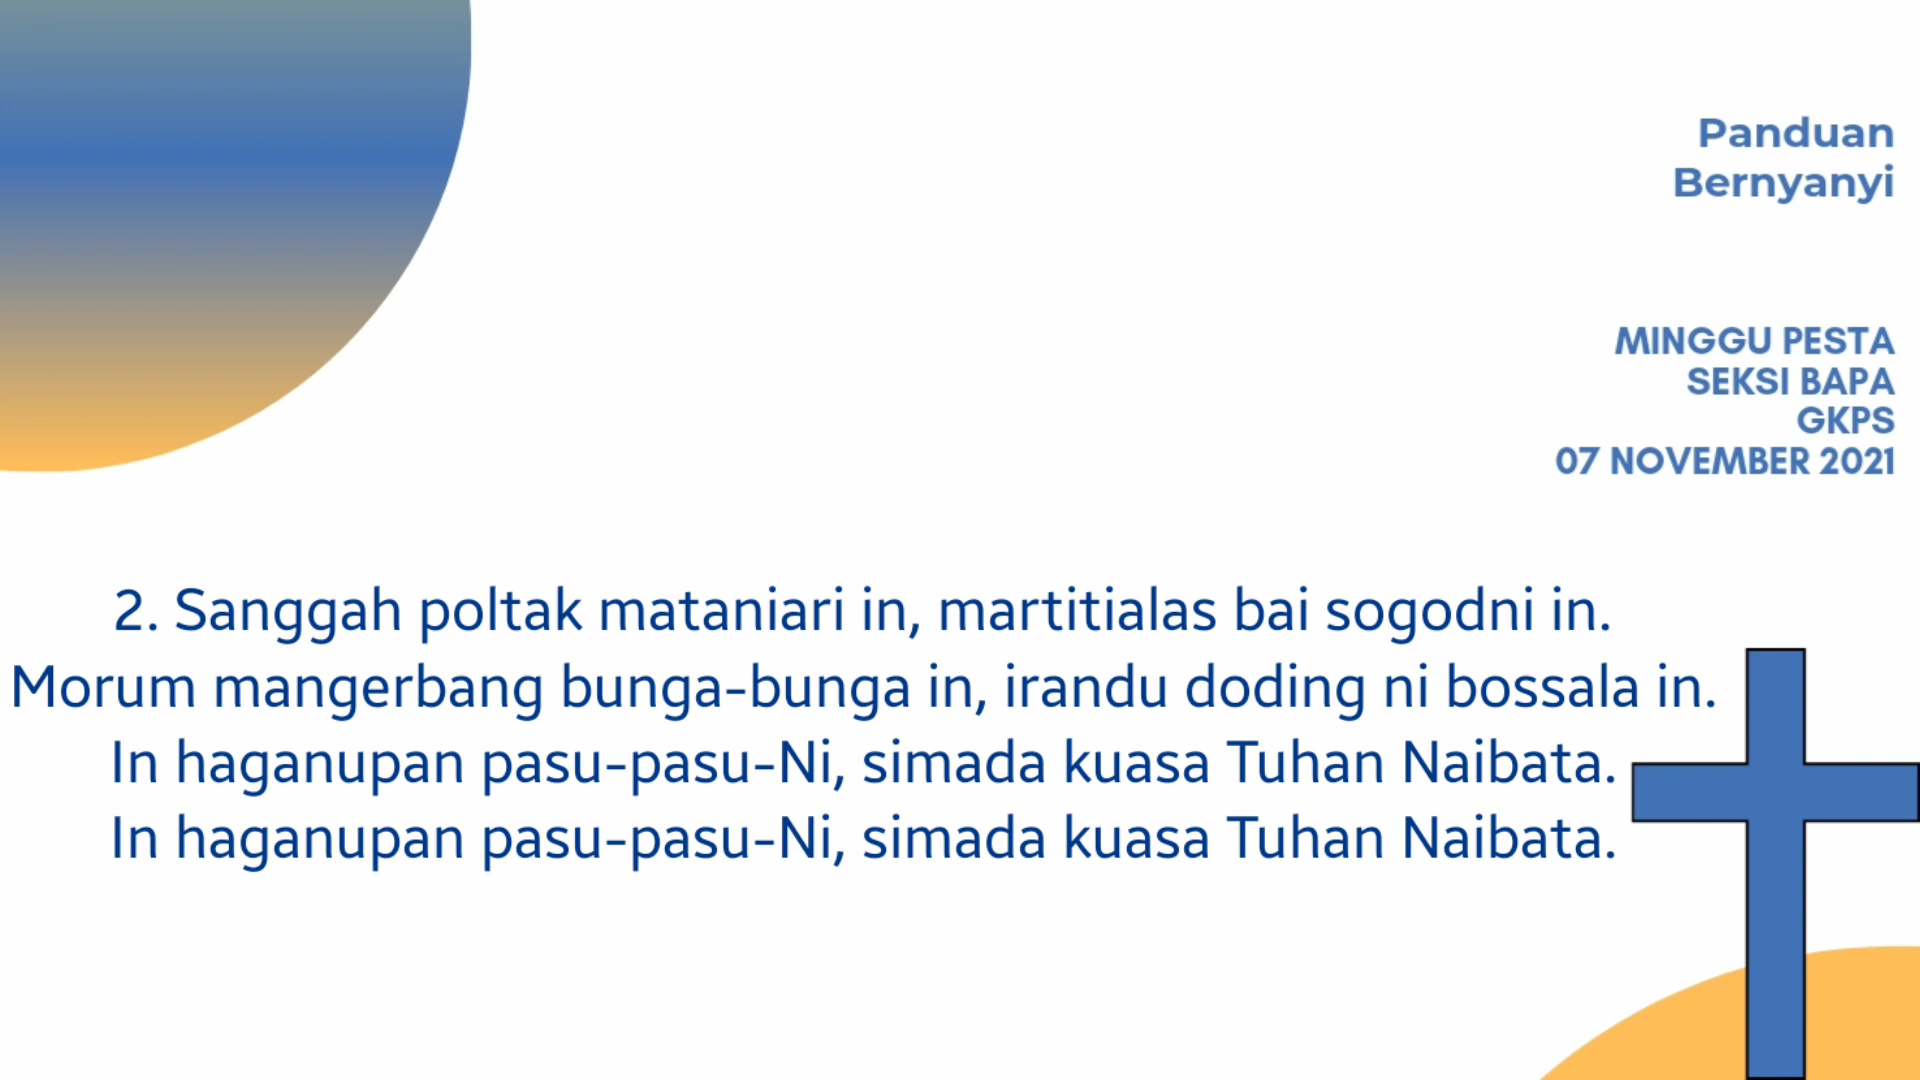 Panduan
Bernyanyi
MINGGU PESTA
SEKSI BAPA
GKPS
07 NOVEMBER 2021
2. Sanggah poltak mataniari in, martitialas bai sogodni in.
Morum mangerbang bunga-bunga in, irandu doding ni bossala in.
In haganupan pasu-pasu-Ni, simada kuasa Tuhan Naibata.
In haganupan pasu-pasu-Ni, simada kuasa Tuhan Naibata.